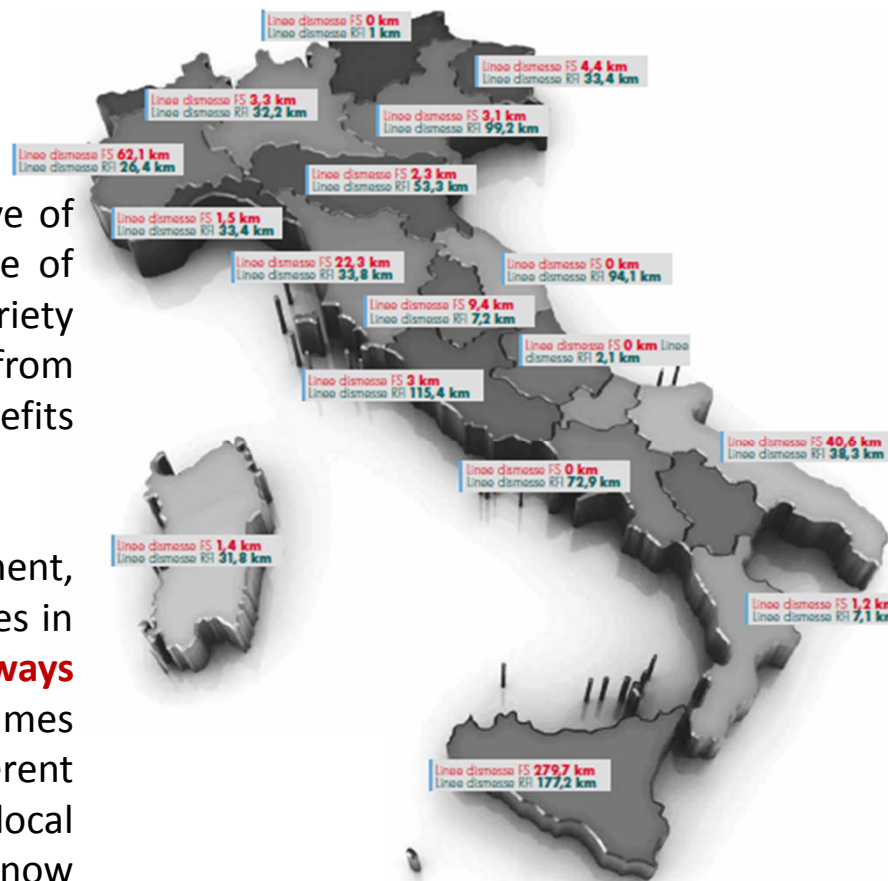 Linee dismesse FS 0 km
Linee dismesse RFI 1 km
Linee dismesse FS 4,4 km
Linee dismesse RFI 33,4 km
Linee dismesse FS 3,3 km
Linee dismesse RFI 32,2 km
Linee dismesse FS 3,1 km
Linee dismesse RFI 99,2 km
Linee dismesse FS 62,1 km
Linee dismesse RFI 26,4 km
Linee dismesse FS 2,3 km
Linee dismesse RFI 53,3 km
Linee dismesse FS 1,5 km
Linee dismesse RFI 33,4 km
Linee dismesse FS 22,3 km
Linee dismesse RFI 33,8 km
Linee dismesse FS 0 km
Linee dismesse RFI 94,1 km
Linee dismesse FS 9,4 km
Linee dismesse RFI 7,2 km
Linee dismesse FS 0 km Linee
dismesse RFI 2,1 km
Linee dismesse FS 3 km
Linee dismesse RFI 115,4 km
Linee dismesse FS 40,6 km
Linee dismesse RFI 38,3 km
Linee dismesse FS 0 km
Linee dismesse RFI 72,9 km
Linee dismesse FS 1,4 km
Linee dismesse RFI 31,8 km
Linee dismesse FS 1,2 km
Linee dismesse RFI 7,1 km
Linee dismesse FS 279,7 km
Linee dismesse RFI 177,2 km
ve of
e of
riety
from
efits
nent,
es in
ways
mes
erent
local
now